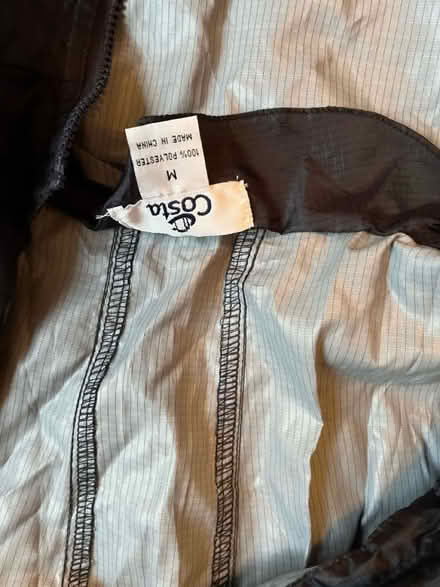 COSta
M
100% POLYESTER
MADE IN CHINA